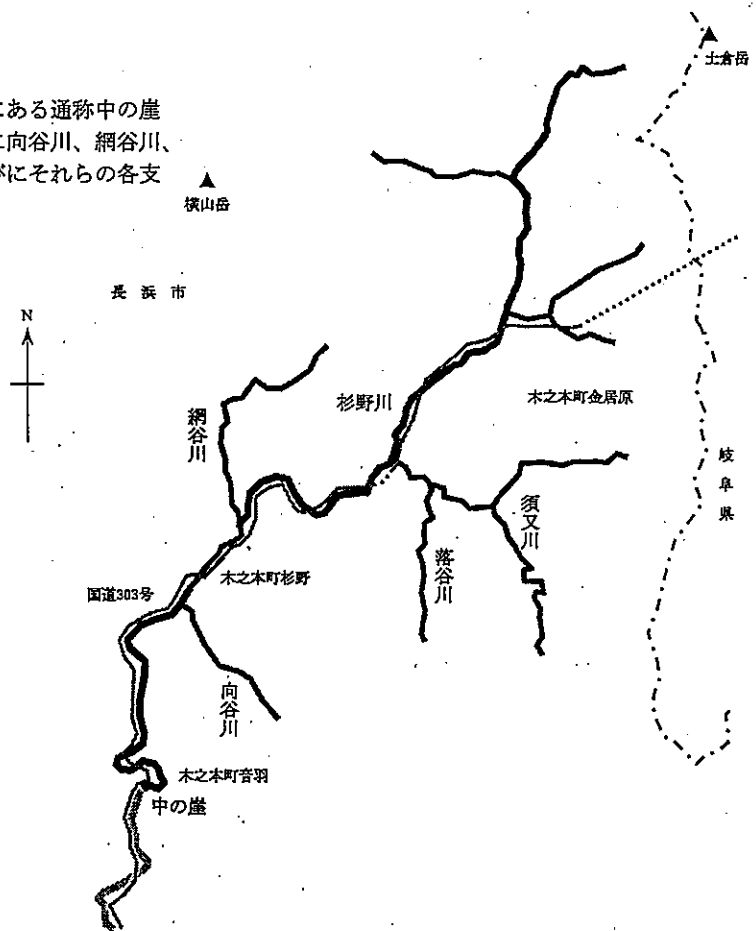 にある通称中の崖
に向谷川、網谷川、
びにそれらの各支
土倉岳
横山岳
長浜市
N
網谷川
杉野川
木之本町金居原
岐阜県
須又川
落谷川
木之本町杉野
国道303号
向谷川
木之本町音羽
中の崖